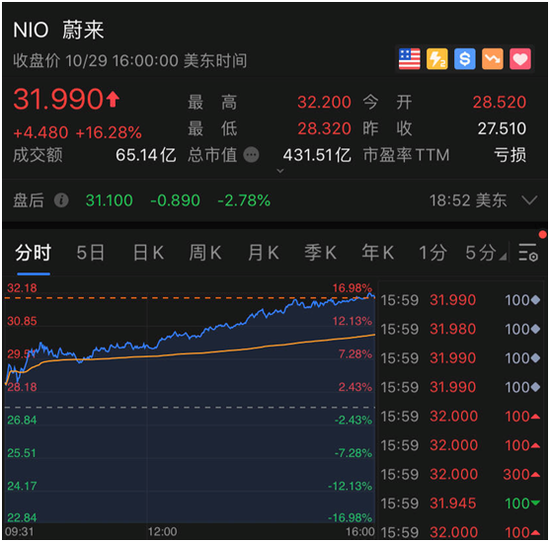 NIO 蔚来
收盘价 10/29 16:00:00 美东时间
31.990 最高 32.200 今开 28.520
+4.480 +16.28% 最低 28.320 昨收 27.510
成交额 65.14亿 总市值 431.51亿 市盈率TTM 亏损
盘后 31.100 -0.890 -2.78% 18:52 美东
分时 5日 日K 周K 月K 季K 年K 1分 5分
32.18 16.98%
15:59 31.990 100
30.85 12.13%
15:59 31.980 100
7.28%
15:59 31.990 100
28.18 2.43%
15:59 31.990 100
26.84 -2.43%
15:59 32.000 100
25.51 -7.28%
15:59 32.000 100
24.17 -12.13%
15:59 32.000 300
22.84 -16.98%
15:59 31.945 100
09:31 12:00 16:00
15:59 32.000 100